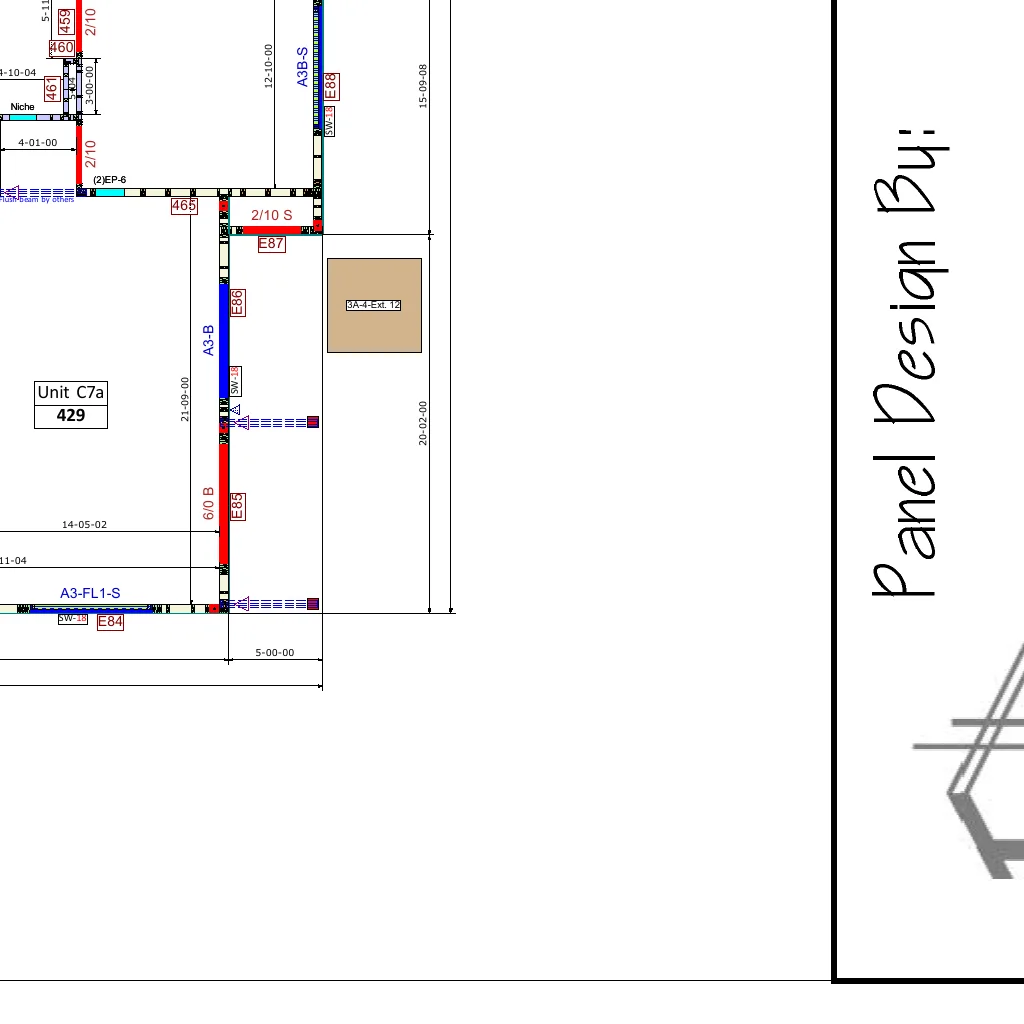 5-11
459
2/10
460
4-10-04
461
5-04
3-00-00
Niche
4-01-00
2/10
(2)EP-6
Flush beam by others
465
12-10-00
A3B-S
E88
SW-18
15-09-08
2/10 S
E87
3A-4-Ext. 12
E86
A3-B
SW-18
21-09-00
Unit C7a
429
20-02-00
6/0 B
E85
14-05-02
11-04
A3-FL1-S
SW-18
E84
5-00-00
Panel Design By: